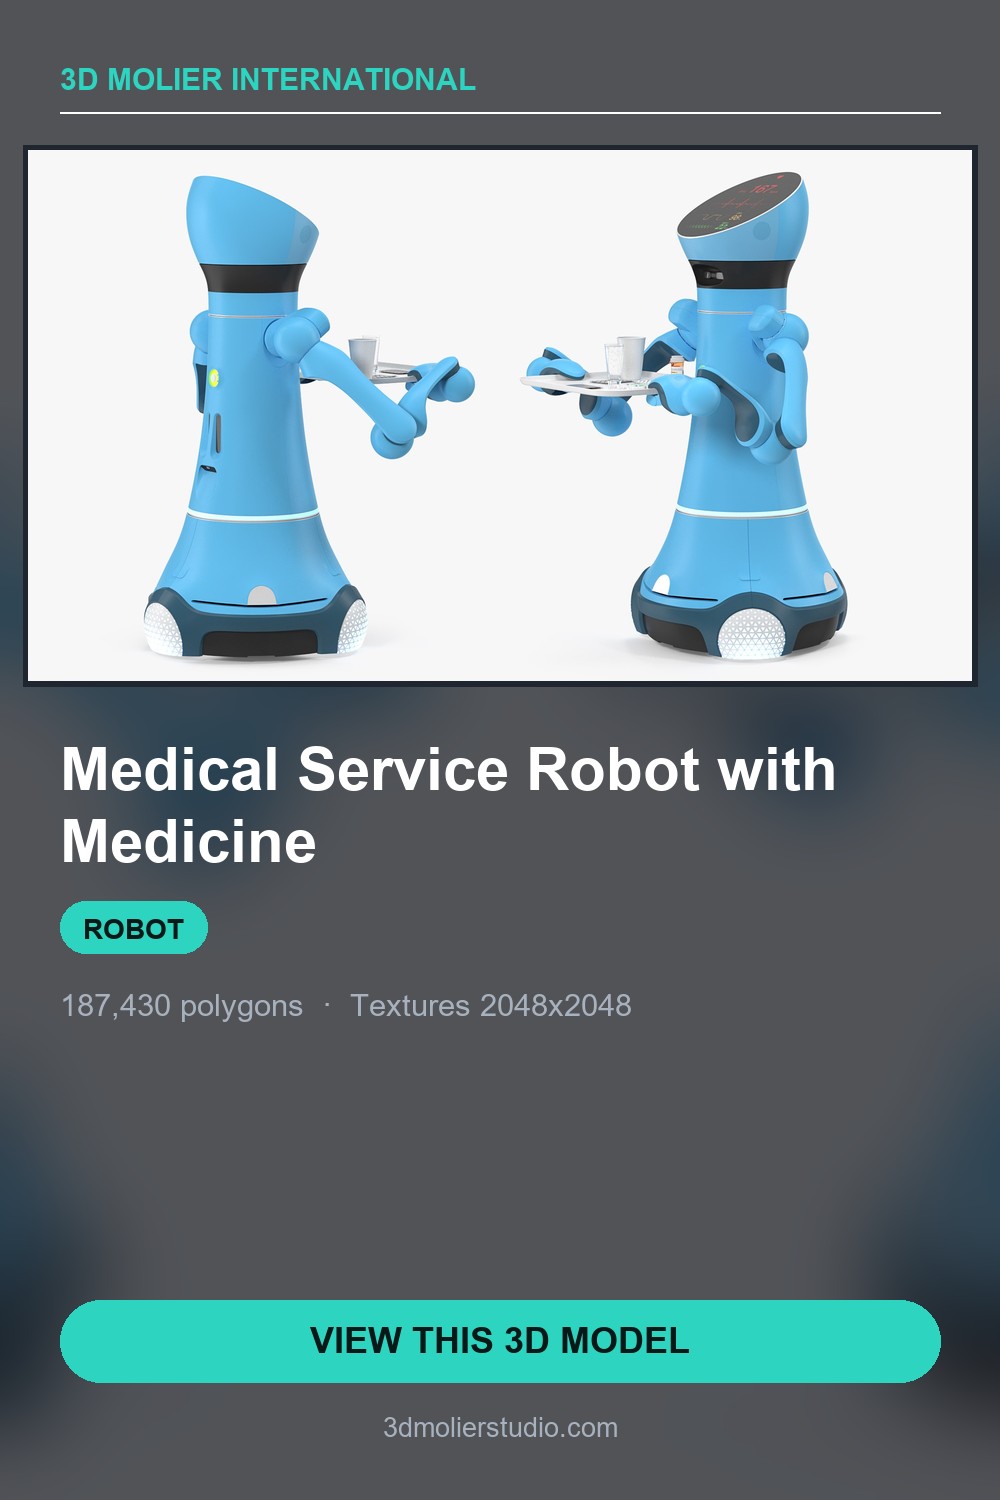 3D MOLIER INTERNATIONAL
Medical Service Robot with
Medicine
ROBOT
187,430 polygons · Textures 2048x2048
VIEW THIS 3D MODEL
3dmolierstudio.com